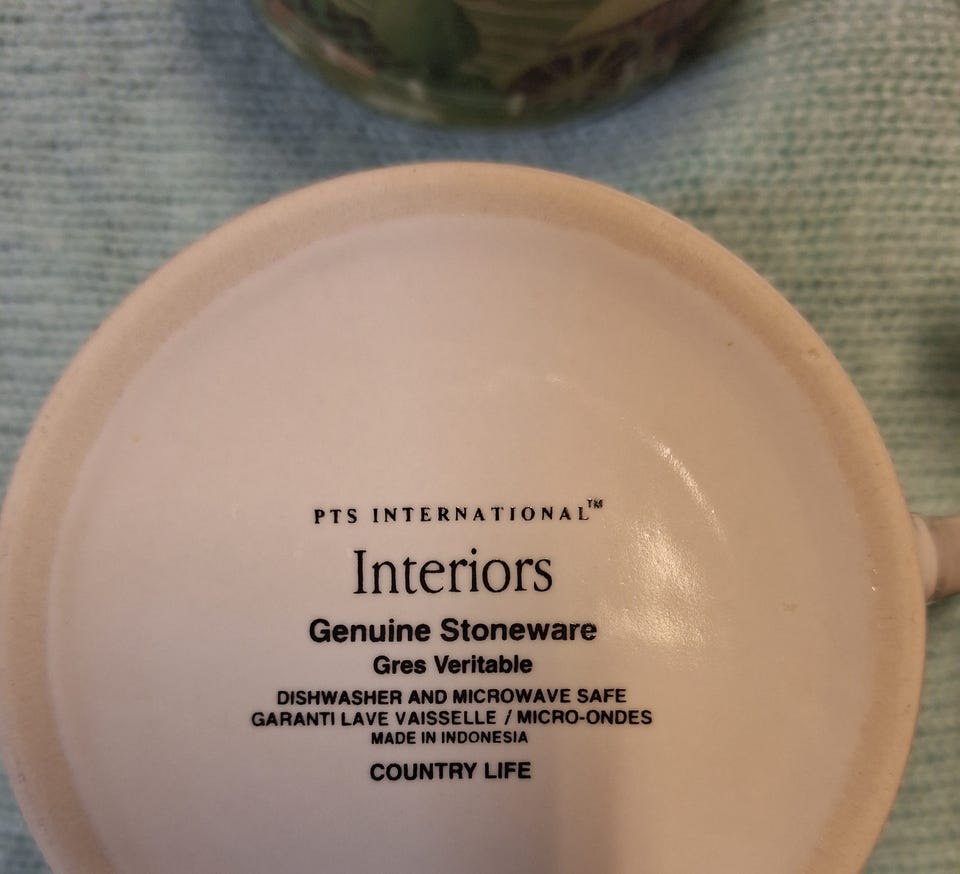 PTS INTERNATIONAL™
Interiors
Genuine Stoneware
Gres Veritable
DISHWASHER AND MICROWAVE SAFE
GARANTI LAVE VAISSELLE / MICRO-ONDES
MADE IN INDONESIA
COUNTRY LIFE